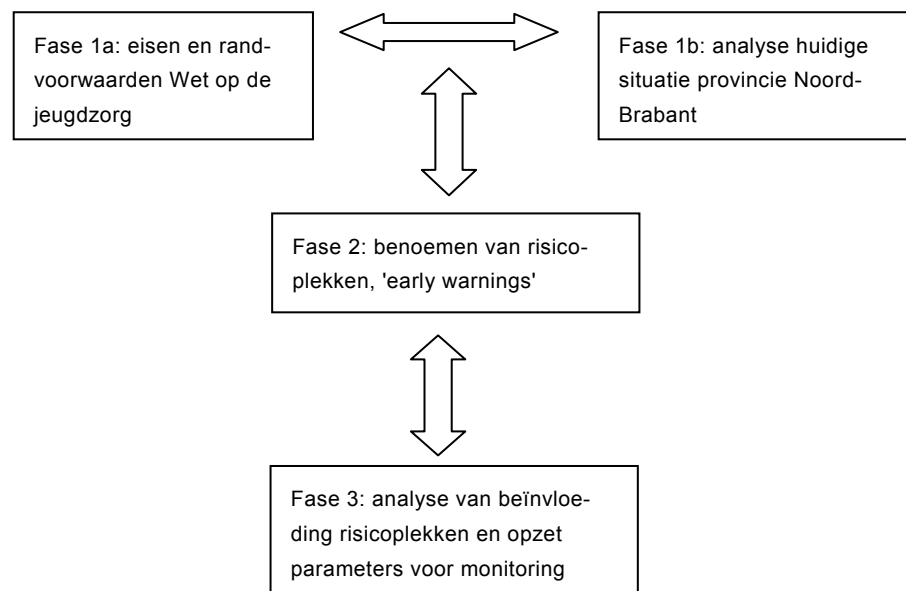 Fase 1a: eisen en rand-
voorwaarden Wet op de
jeugdzorg
Fase 1b: analyse huidige
situatie provincie Noord-
Brabant
Fase 2: benoemen van risico-
plekken, 'early warnings'
Fase 3: analyse van beïnvloe-
ding risicoplekken en opzet
parameters voor monitoring